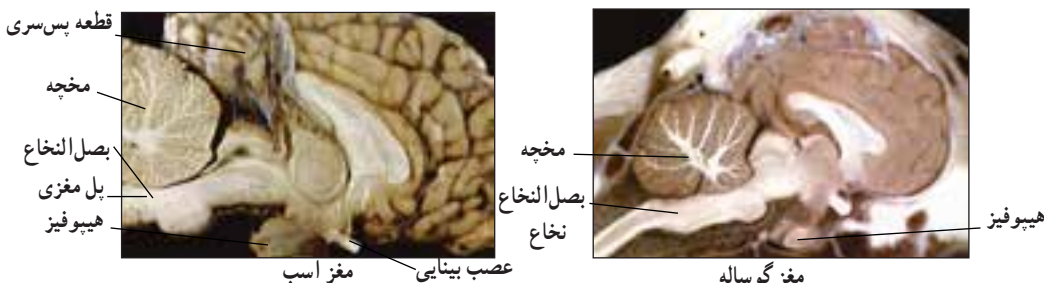 قطعه پس‌سری
مخچه
بصل‌النخاع
پل مغزی
هیپوفیز
عصب بینایی
مغز اسب
مخچه
بصل‌النخاع
نخاع
هیپوفیز
مغز گوساله